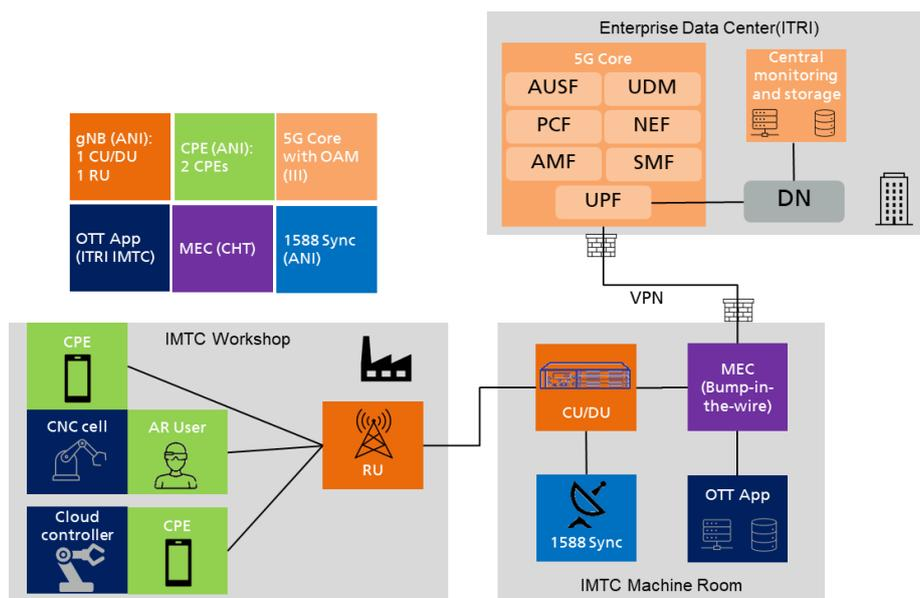 Enterprise Data Center(ITRI)
5G Core
AUSF
UDM
PCF
NEF
AMF
SMF
UPF
Central
monitoring
and storage
DN
gNB (ANI):
1 CU/DU
1 RU
CPE (ANI):
2 CPEs
5G Core
with OAM
(III)
OTT App
(ITRI IMTC)
MEC (CHT)
1588 Sync
(ANI)
VPN
IMTC Workshop
CPE
CNC cell
AR User
Cloud
controller
CPE
RU
CU/DU
MEC
(Bump-in-
the-wire)
1588 Sync
OTT App
IMTC Machine Room